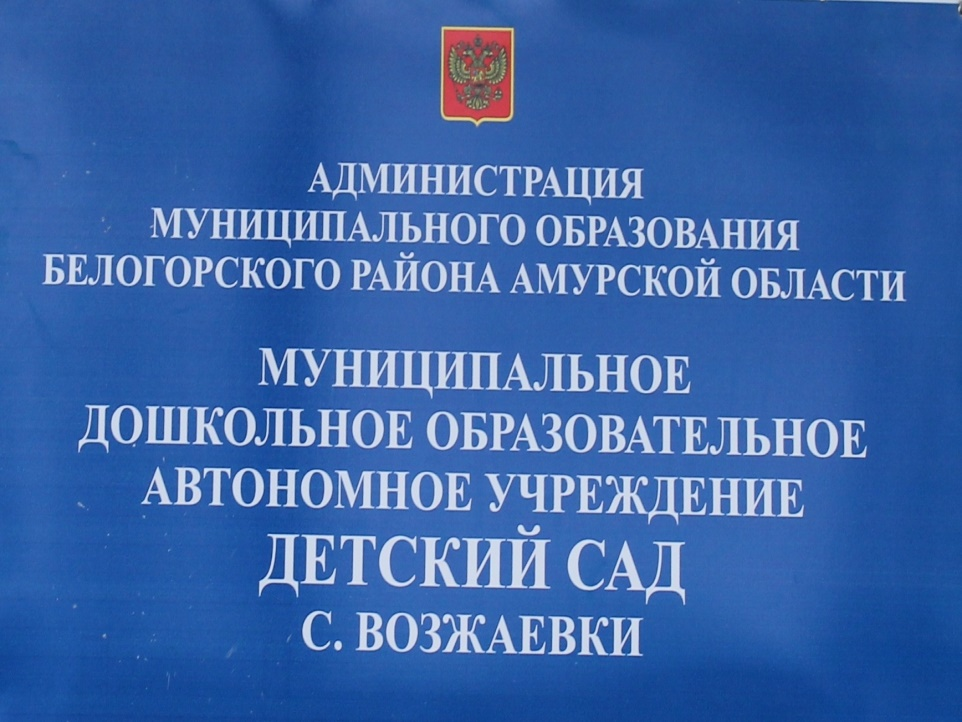 АДМИНИСТРАЦИЯ
МУНИЦИПАЛЬНОГО ОБРАЗОВАНИЯ
БЕЛОГОРСКОГО РАЙОНА АМУРСКОЙ ОБЛАСТИ
МУНИЦИПАЛЬНОЕ
ДОШКОЛЬНОЕ ОБРАЗОВАТЕЛЬНОЕ
АВТОНОМНОЕ УЧРЕЖДЕНИЕ
ДЕТСКИЙ САД
С. ВОЗЖАЕВКИ